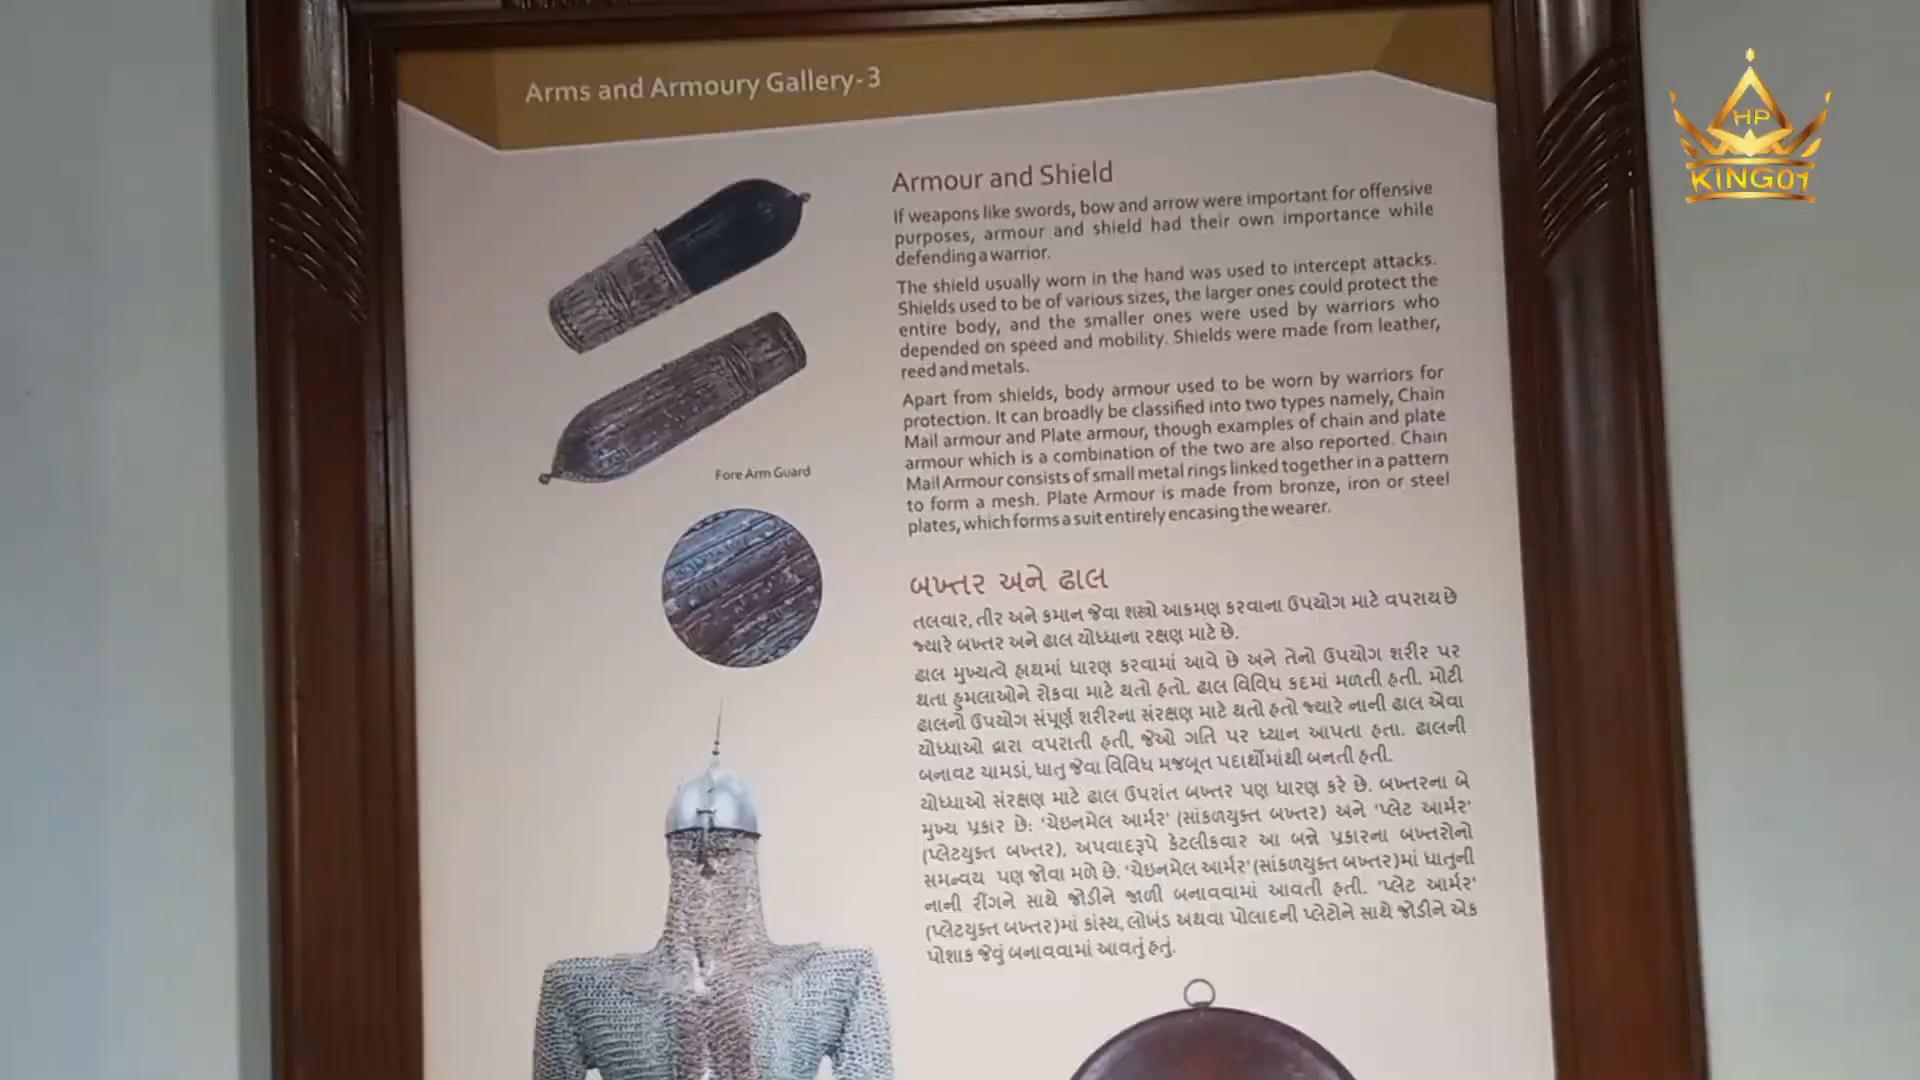 Arms and Armoury Gallery-3
HP
KING01
Armour and Shield
If weapons like swords, bow and arrow were important for offensive
purposes, armour and shield had their own importance while
defending a warrior.
The shield usually worn in the hand was used to intercept attacks.
Shields used to be of various sizes, the larger ones could protect the
entire body, and the smaller ones were used by warriors who
depended on speed and mobility. Shields were made from leather,
reed and metals.
Apart from shields, body armour used to be worn by warriors for
protection. It can broadly be classified into two types namely, Chain
Mail armour and Plate armour, though examples of chain and plate
armour which is a combination of the two are also reported. Chain
Mail Armour consists of small metal rings linked together in a pattern
to form a mesh. Plate Armour is made from bronze, iron or steel
plates, which forms a suit entirely encasing the wearer.
Fore Arm Guard
બખ્તર અને ઢાલ
તલવાર, તીર અને કમાન જેવા શસ્ત્રો આકમણ કરવાના ઉપયોગ માટે વપરાય છે
જ્યારે બખ્તર અને ઢાલ યોધ્ધાના રક્ષણ માટે છે.
ઢાલ મુખ્યત્વે હાથમાં ધારણ કરવામાં આવે છે અને તેનો ઉપયોગ શરીર પર
થતા હુમલાઓને રોકવા માટે થતો હતો. ઢાલ વિવિધ કદમાં મળતી હતી. મોટી
ઢાલનો ઉપયોગ સંપૂર્ણ શરીરના સંરક્ષણ માટે થતો હતો જ્યારે નાની ઢાલ એવા
યોધ્ધાઓ દ્વારા વપરાતી હતી, જેઓ ગતિ પર ધ્યાન આપતા હતા. ઢાલની
બનાવટ ચામડાં, ધાતુ જેવા વિવિધ મજબૂત પદાર્થોમાંથી બનતી હતી.
યોધ્ધાઓ સંરક્ષણ માટે ઢાલ ઉપરાંત બખ્તર પણ ધારણ કરે છે. બખ્તરના બે
મુખ્ય પ્રકાર છે: 'ચેઇનમેલ આર્મર' (સાંકળયુક્ત બખ્તર) અને 'પ્લેટ આર્મર'
(પ્લેટયુક્ત બખ્તર), અપવાદરૂપે કેટલીકવાર આ બન્ને પ્રકારના બખ્તરોનો
સમન્વય પણ જોવા મળે છે. 'ચેઇનમેલ આર્મર' (સાંકળયુક્ત બખ્તર)માં ધાતુની
નાની રીંગને સાથે જોડીને જાળી બનાવવામાં આવતી હતી. 'પ્લેટ આર્મર'
(પ્લેટયુક્ત બખ્તર)માં કાંસ્ય, લોખંડ અથવા પોલાદની પ્લેટોને સાથે જોડીને એક
પોશાક જેવું બનાવવામાં આવતું હતું.